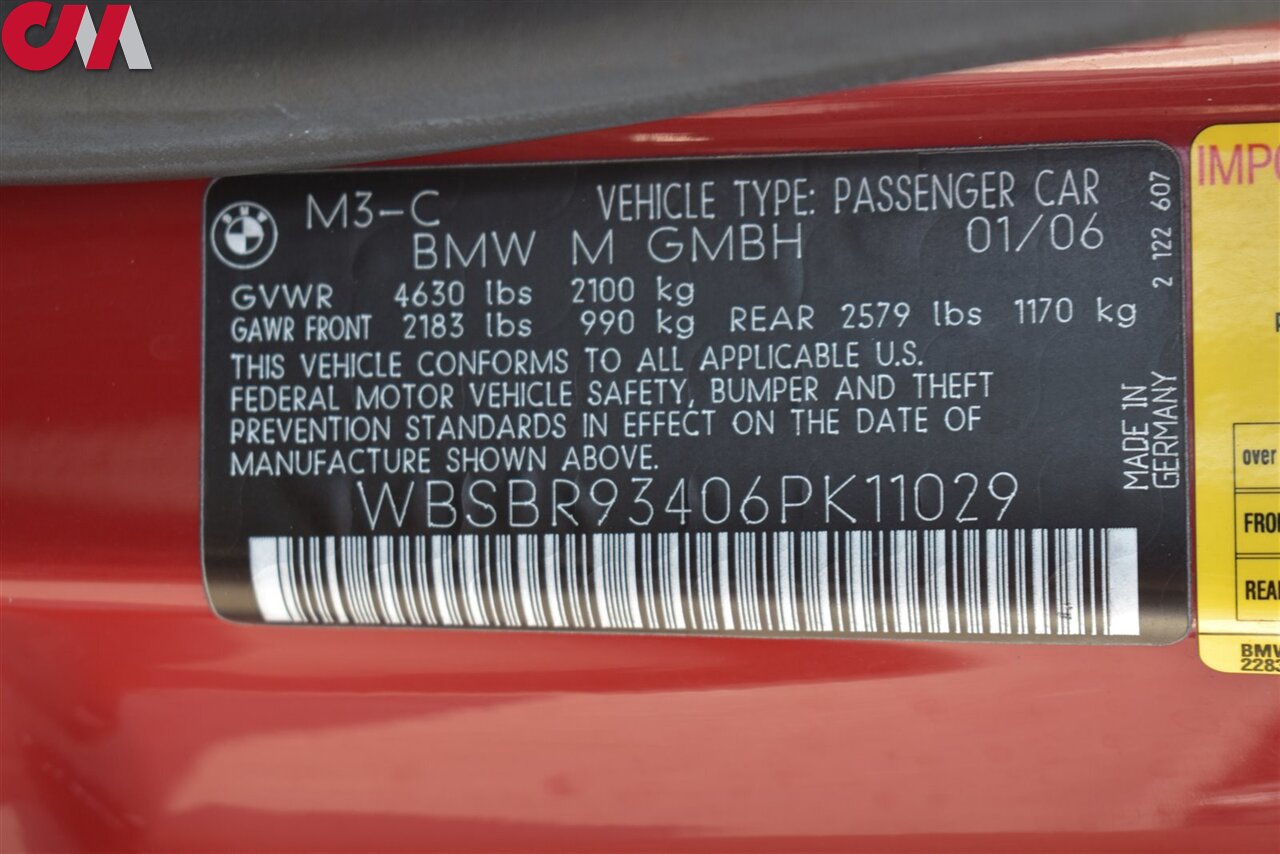 CM
BMW
M3-C VEHICLE TYPE: PASSENGER CAR
BMW M GMBH 01/06
GVWR 4630 lbs 2100 kg
GAWR FRONT 2183 lbs 990 kg REAR 2579 lbs 1170 kg
THIS VEHICLE CONFORMS TO ALL APPLICABLE U.S.
FEDERAL MOTOR VEHICLE SAFETY, BUMPER AND THEFT
PREVENTION STANDARDS IN EFFECT ON THE DATE OF
MANUFACTURE SHOWN ABOVE.
WBSBR93406PK11029
MADE IN
GERMANY 2 122 607
over
BMW